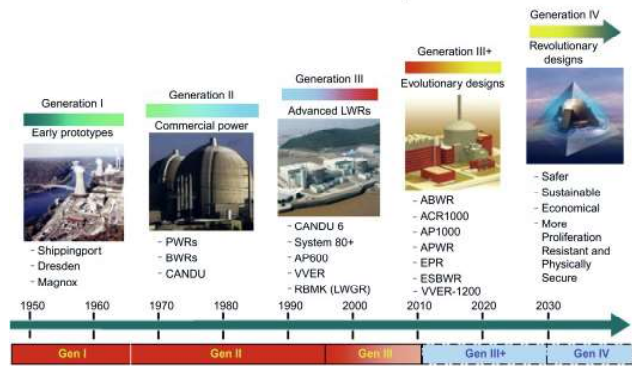 Generation I
Early prototypes
- Shippingport
- Dresden
- Magnox
Generation II
Commercial power
- PWRs
- BWRs
- CANDU
Generation III
Advanced LWRs
- CANDU 6
- System 80+
- AP600
- VVER
- RBMK (LWGR)
Generation III+
Evolutionary designs
- ABWR
- ACR1000
- AP1000
- APWR
- EPR
- ESBWR
- VVER-1200
Generation IV
Revolutionary
designs
- Safer
- Sustainable
- Economical
- More
Proliferation
Resistant and
Physically
Secure
1950 1960 1970 1980 1990 2000 2010 2020 2030
Gen I Gen II Gen III Gen III+ Gen IV